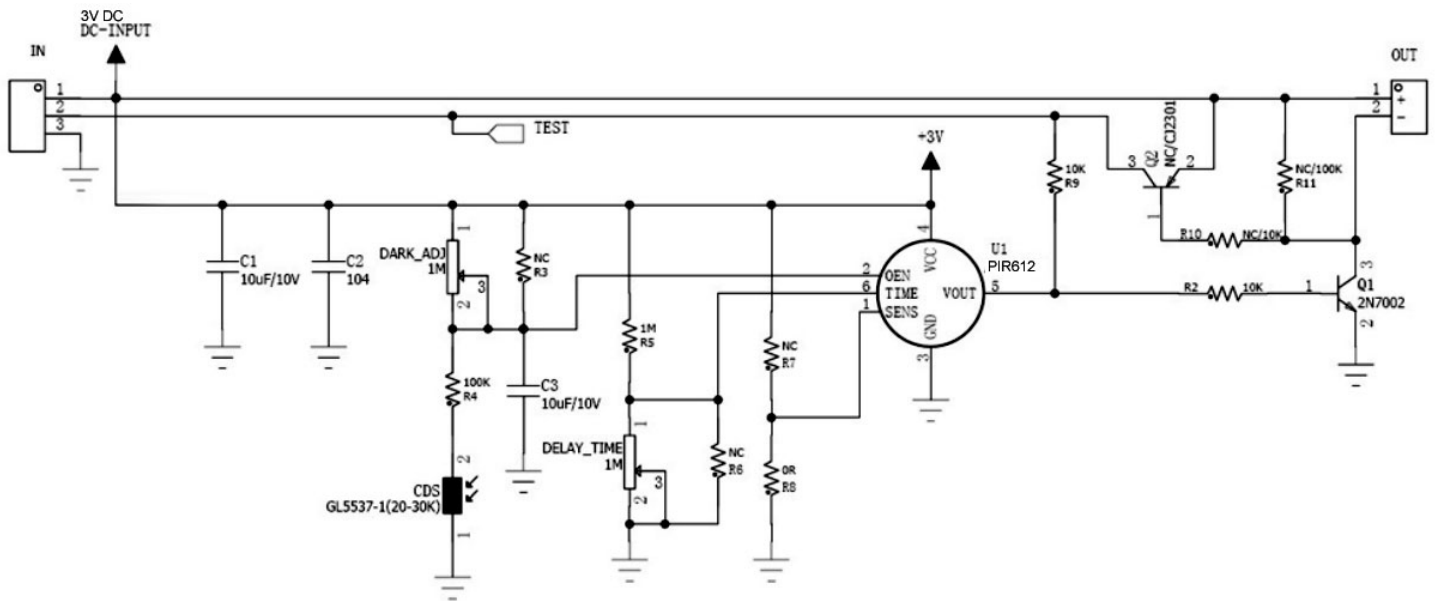 3V DC
DC-INPUT
IN
OUT
1
2
3
TEST
1
2
+
-
+3V
10K
R9
3
Q2
2
NC/CJ2301
1
NC/100K
R11
R10
NC/10K
C1
10uF/10V
C2
104
1
DARK_ADJ
1M
3
2
NC
R3
4
U1
PIR612
2
6
1
OEN
TIME
SENS
VCC
VOUT
GND
5
3
R2
10K
1
3
Q1
2N7002
2
1M
R5
NC
R7
100K
R4
C3
10uF/10V
1
DELAY_TIME
1M
3
2
NC
R6
0R
R8
2
CDS
GL5537-1(20-30K)
1